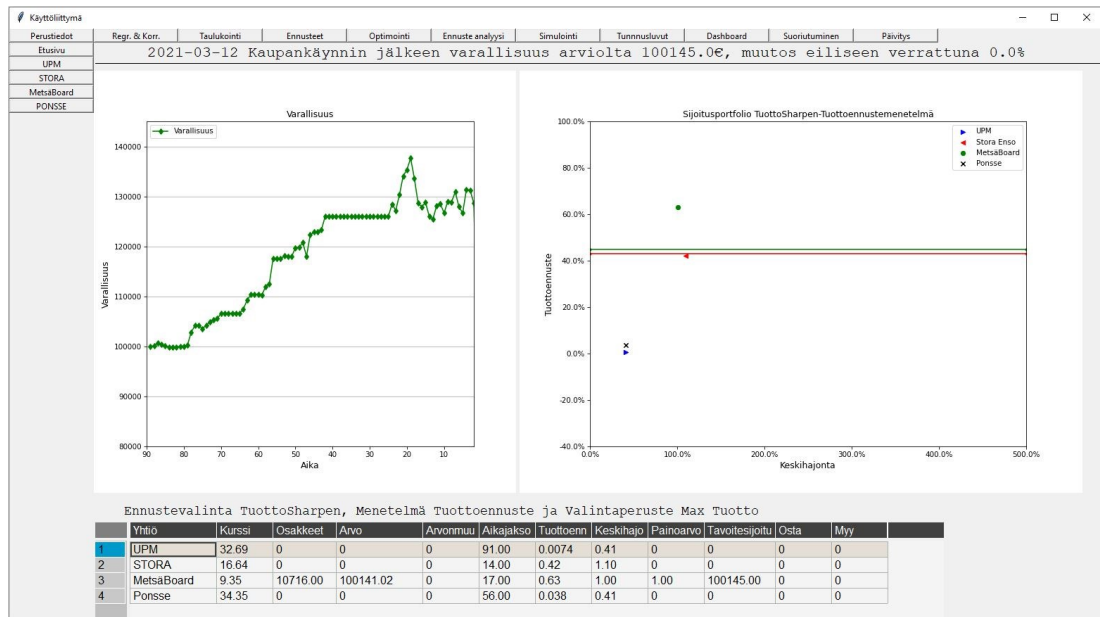 Käyttöliittymä
Perustiedot Regr. & Korr. Taulukointi Ennusteet Optimointi Ennuste analyysi Simulointi Tunnnusluvut Dashboard Suoriutuminen Päivitys
Etusivu
UPM
STORA
MetsäBoard
PONSSE
2021-03-12 Kaupankäynnin jälkeen varallisuus arviolta 100145.0€, muutos eiliseen verrattuna 0.0%
Varallisuus
Varallisuus
140000
130000
120000
110000
100000
90000
80000
Varallisuus
90 80 70 60 50 40 30 20 10
Aika
Sijoitusportfolio TuottoSharpen-Tuottoennustemenetelmä
UPM
Stora Enso
MetsäBoard
Ponsse
100.0%
80.0%
60.0%
40.0%
20.0%
0.0%
-20.0%
-40.0%
Tuottoennuste
0.0% 100.0% 200.0% 300.0% 400.0% 500.0%
Keskihajonta
Ennustevalinta TuottoSharpen, Menetelmä Tuottoennuste ja Valintaperuste Max Tuotto
Yhtiö Kurssi Osakkeet Arvo Arvonmuu Aikajakso Tuottoenn Keskihajo Painoarvo Tavoitesijoitu Osta Myy
1 UPM 32.69 0 0 0 91.00 0.0074 0.41 0 0 0 0
2 STORA 16.64 0 0 0 14.00 0.42 1.10 0 0 0 0
3 MetsäBoard 9.35 10716.00 100141.02 0 17.00 0.63 1.00 1.00 100145.00 0 0
4 Ponsse 34.35 0 0 0 56.00 0.038 0.41 0 0 0 0